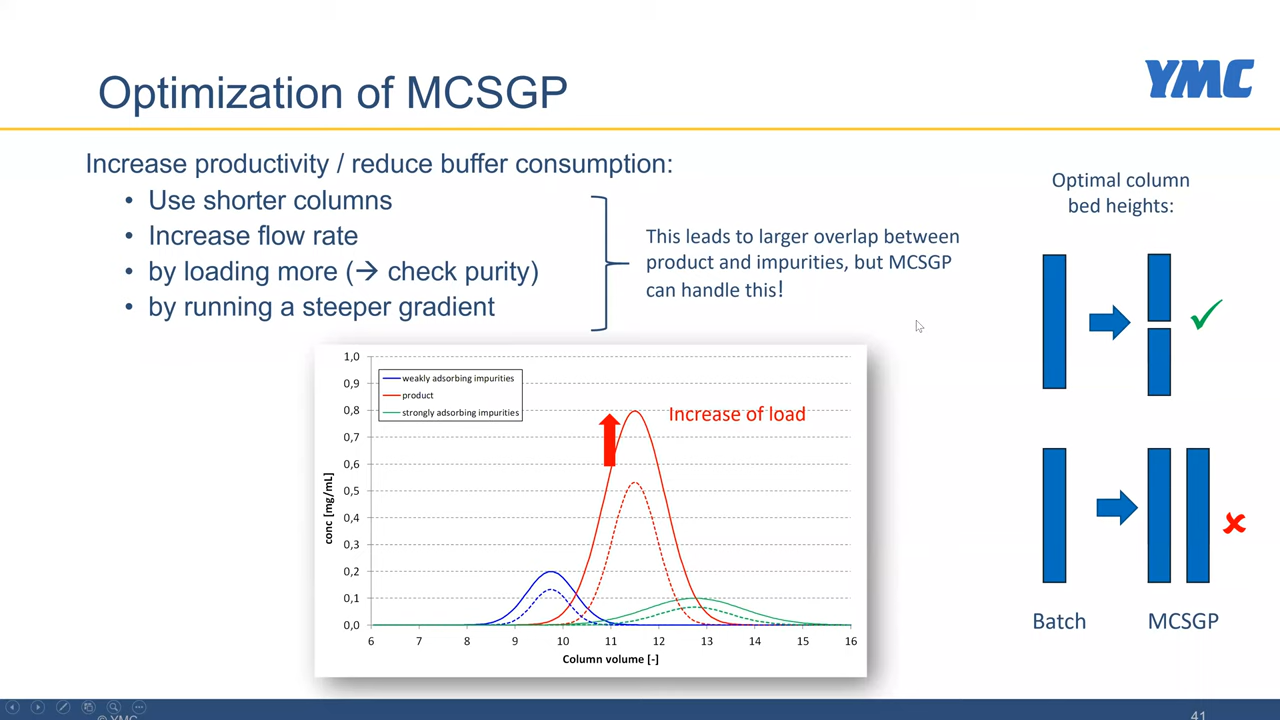 Optimization of MCSGP
YMC
Increase productivity / reduce buffer consumption:
• Use shorter columns
• Increase flow rate
• by loading more (→ check purity)
• by running a steeper gradient
This leads to larger overlap between
product and impurities, but MCSGP
can handle this!
Optimal column
bed heights:
1,0
0,9
0,8
0,7
0,6
0,5
0,4
0,3
0,2
0,1
0,0
conc [mg/mL]
weakly adsorbing impurities
product
strongly adsorbing impurities
Increase of load
6 7 8 9 10 11 12 13 14 15 16
Column volume [-]
Batch
MCSGP
© YMC
41